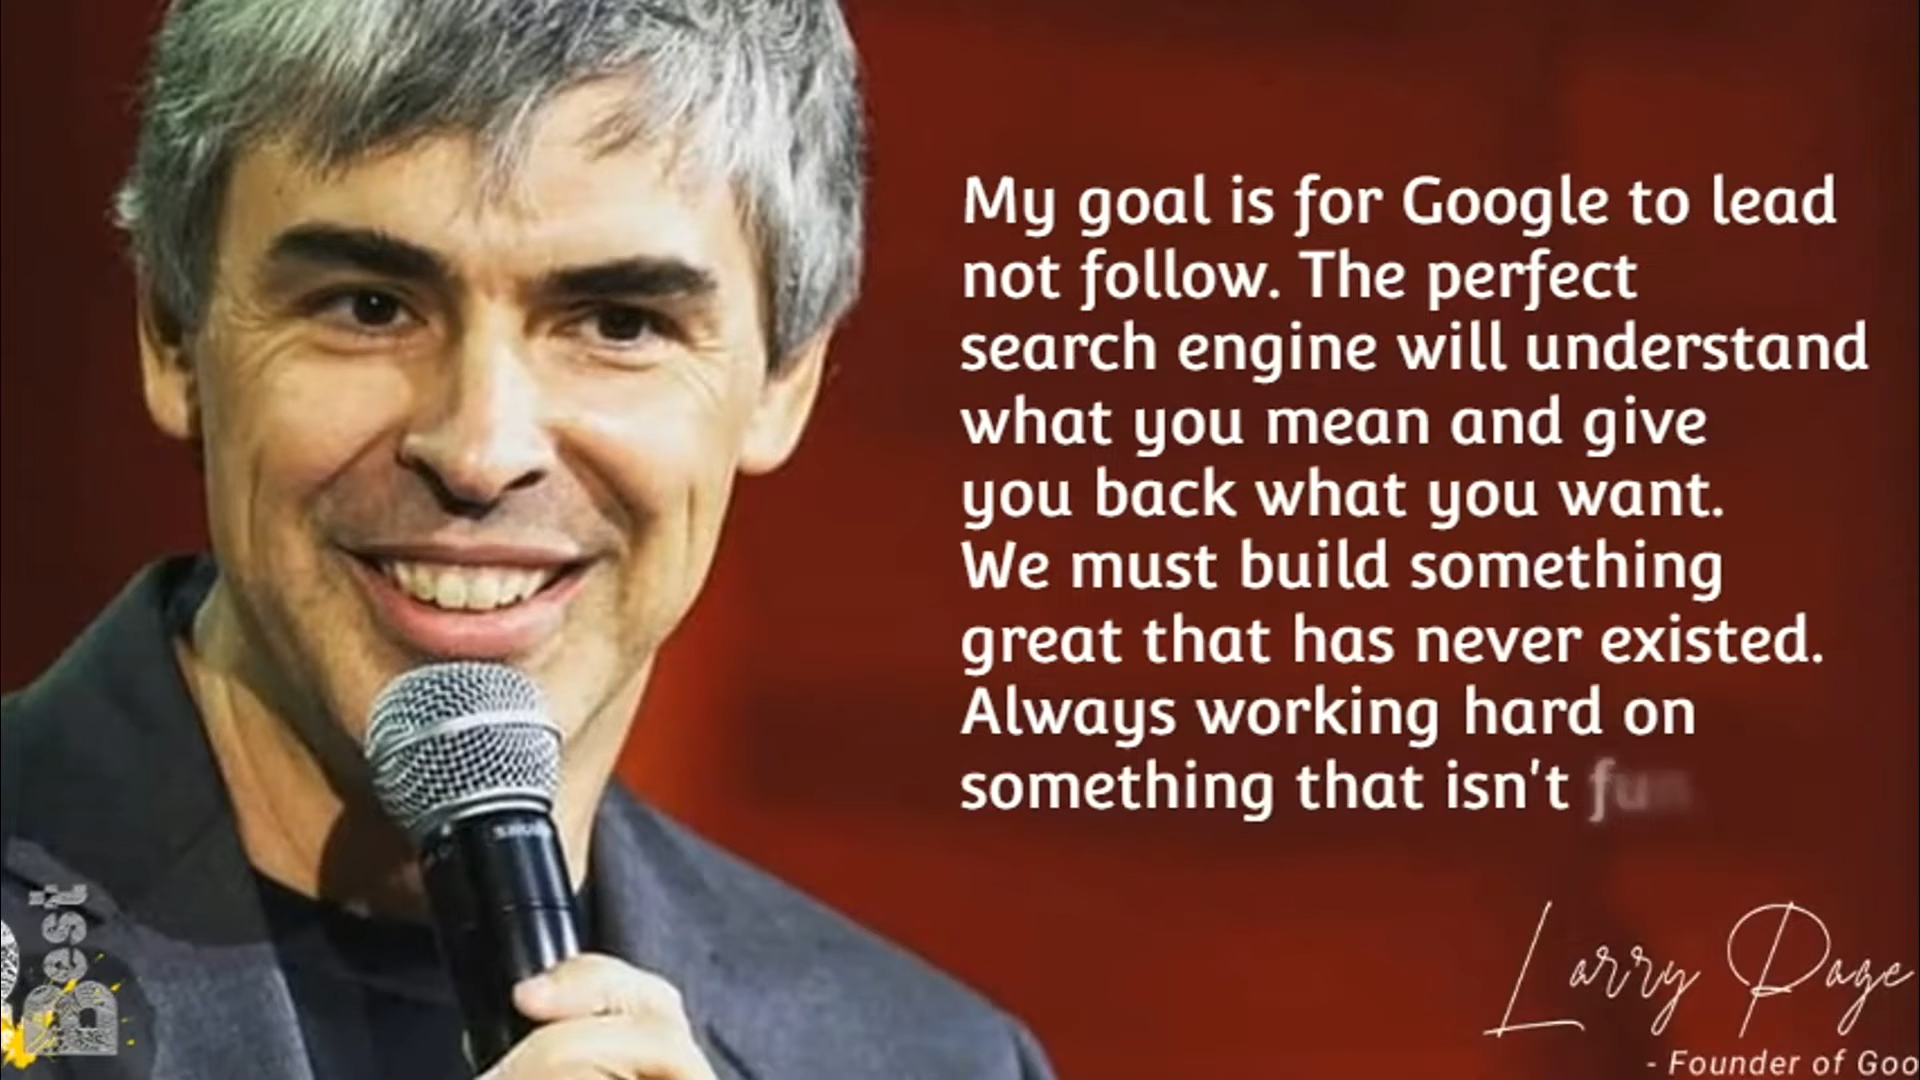 My goal is for Google to lead
not follow. The perfect
search engine will understand
what you mean and give
you back what you want.
We must build something
great that has never existed.
Always working hard on
something that isn't fun
Larry Page
- Founder of Goo
Best